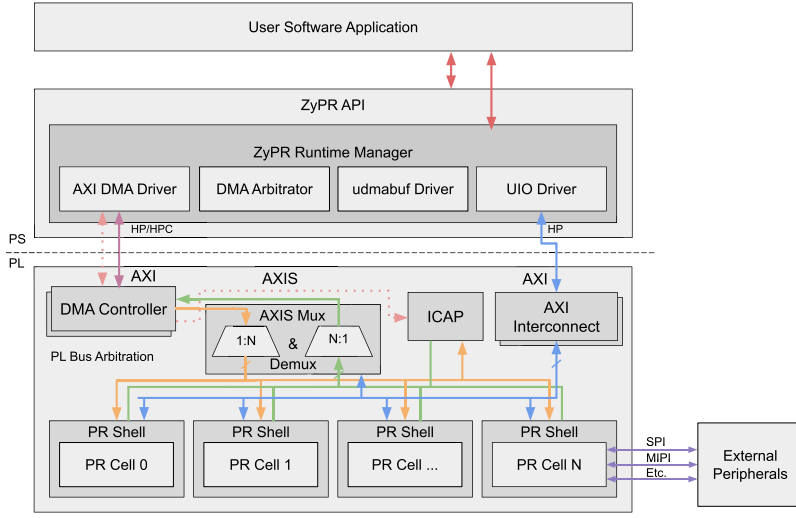 User Software Application
ZyPR API
ZyPR Runtime Manager
AXI DMA Driver
DMA Arbitrator
udmabuf Driver
UIO Driver
HP/HPC
HP
PS
PL
AXI
AXIS
AXI
DMA Controller
AXIS Mux
1:N
&
N:1
Demux
ICAP
AXI
Interconnect
PL Bus Arbitration
PR Shell
PR Cell 0
PR Shell
PR Cell 1
PR Shell
PR Cell ...
PR Shell
PR Cell N
SPI
MIPI
Etc.
External
Peripherals